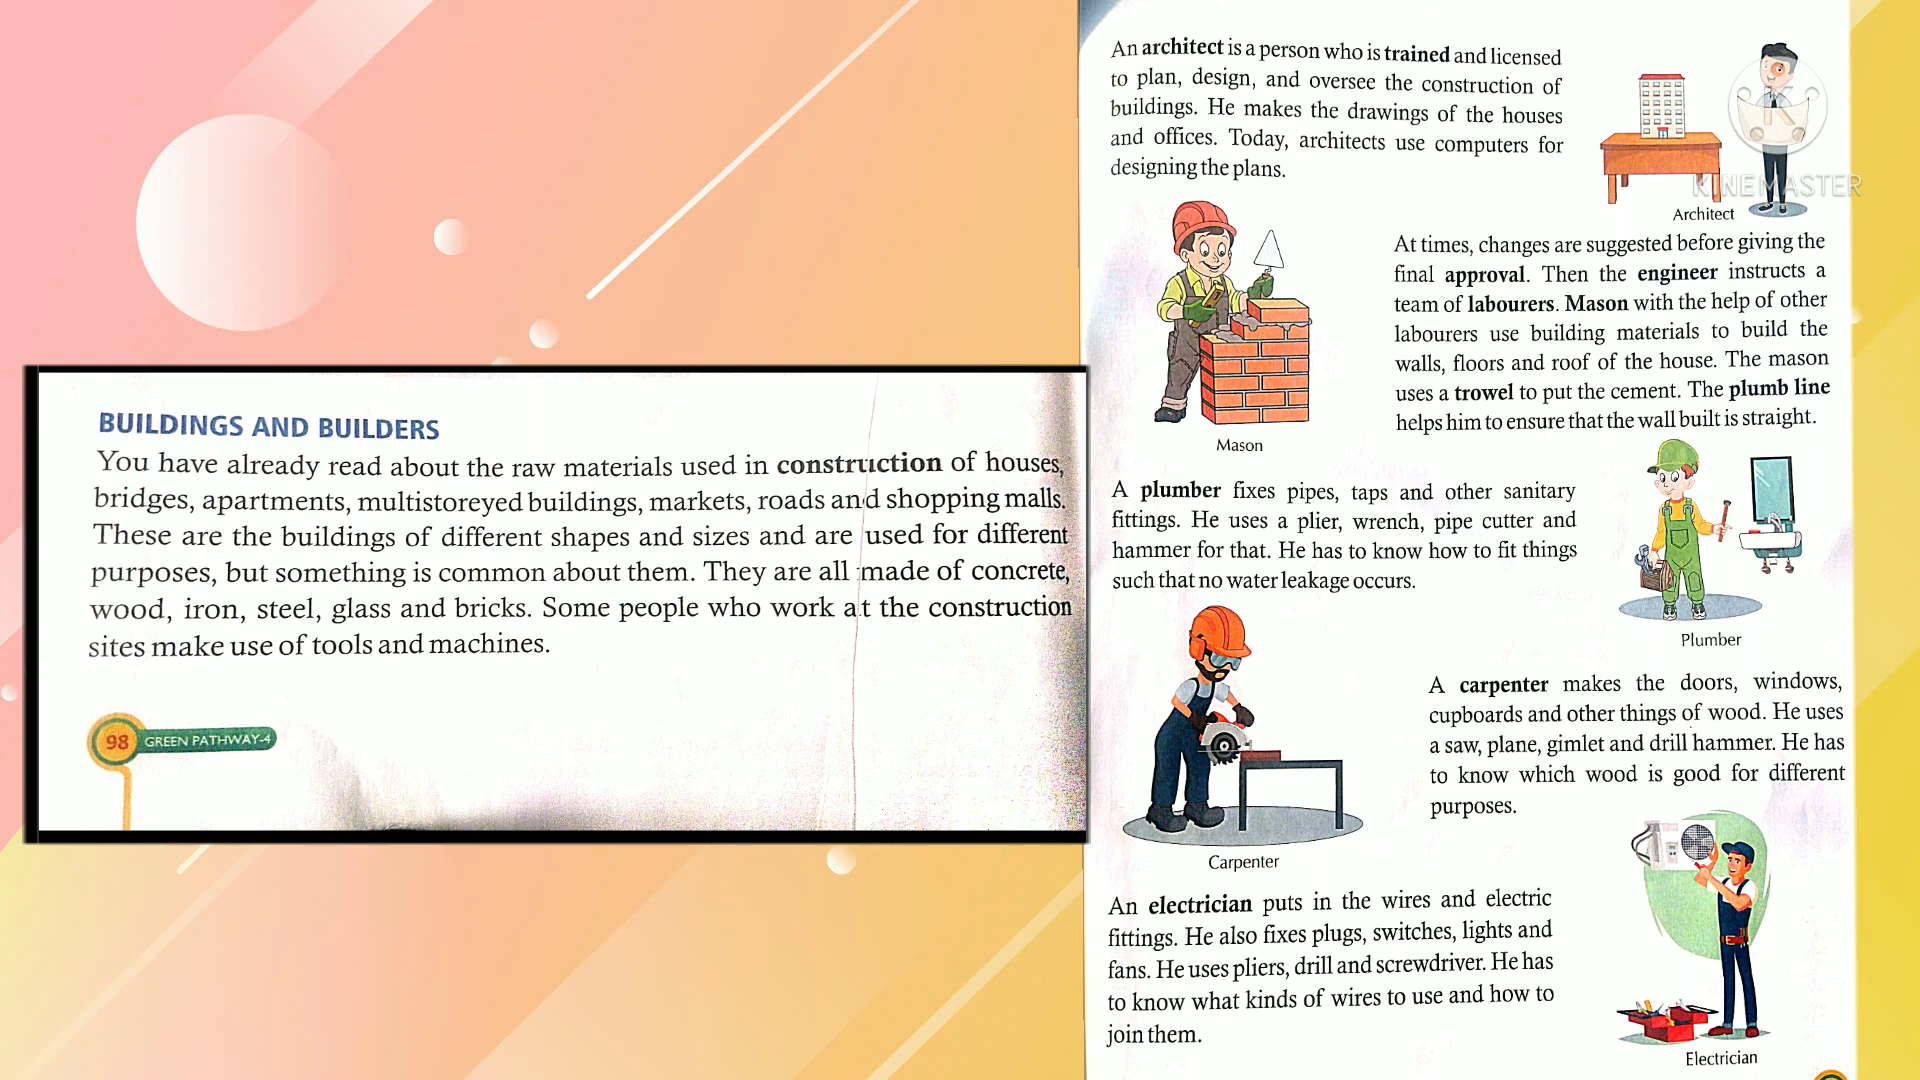 BUILDINGS AND BUILDERS
You have already read about the raw materials used in construction of houses,
bridges, apartments, multistoreyed buildings, markets, roads and shopping malls.
These are the buildings of different shapes and sizes and are used for different
purposes, but something is common about them. They are all made of concrete,
wood, iron, steel, glass and bricks. Some people who work at the construction
sites make use of tools and machines.
98 GREEN PATHWAY-4
An architect is a person who is trained and licensed
to plan, design, and oversee the construction of
buildings. He makes the drawings of the houses
and offices. Today, architects use computers for
designing the plans.
K
KINEMASTER
Architect
At times, changes are suggested before giving the
final approval. Then the engineer instructs a
team of labourers. Mason with the help of other
labourers use building materials to build the
walls, floors and roof of the house. The mason
uses a trowel to put the cement. The plumb line
helps him to ensure that the wall built is straight.
Mason
A plumber fixes pipes, taps and other sanitary
fittings. He uses a plier, wrench, pipe cutter and
hammer for that. He has to know how to fit things
such that no water leakage occurs.
Plumber
A carpenter makes the doors, windows,
cupboards and other things of wood. He uses
a saw, plane, gimlet and drill hammer. He has
to know which wood is good for different
purposes.
Carpenter
An electrician puts in the wires and electric
fittings. He also fixes plugs, switches, lights and
fans. He uses pliers, drill and screwdriver. He has
to know what kinds of wires to use and how to
join them.
Electrician